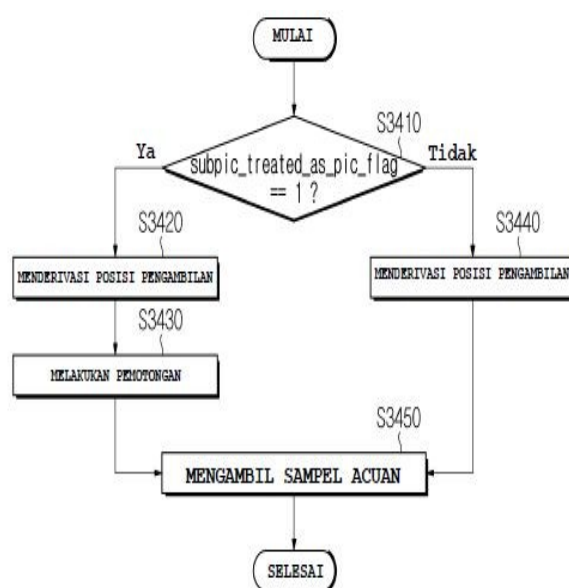 MULAI
S3410
Ya
subpic_treated_as_pic_flag
== 1 ?
Tidak
S3420
MENDERIVASI POSISI PENGAMBILAN
S3440
MENDERIVASI POSISI PENGAMBILAN
S3430
MELAKUKAN PEMOTONGAN
S3450
MENGAMBIL SAMPEL ACUAN
SELESAI